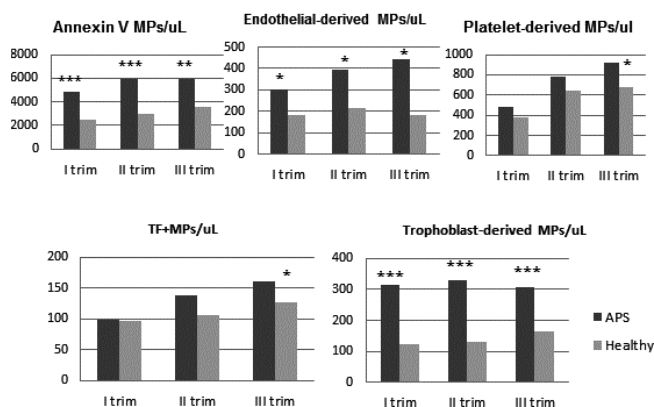 Annexin V MPs/uL
8000
6000
4000
2000
0
***
***
**
I trim
II trim
III trim
Endothelial-derived MPs/uL
500
400
300
200
100
0
*
*
*
I trim
II trim
III trim
Platelet-derived MPs/ul
1000
800
600
400
200
0
*
I trim
II trim
III trim
TF+MPs/uL
200
150
100
50
0
*
I trim
II trim
III trim
Trophoblast-derived MPs/uL
400
300
200
100
0
***
***
***
I trim
II trim
III trim
APS
Healthy